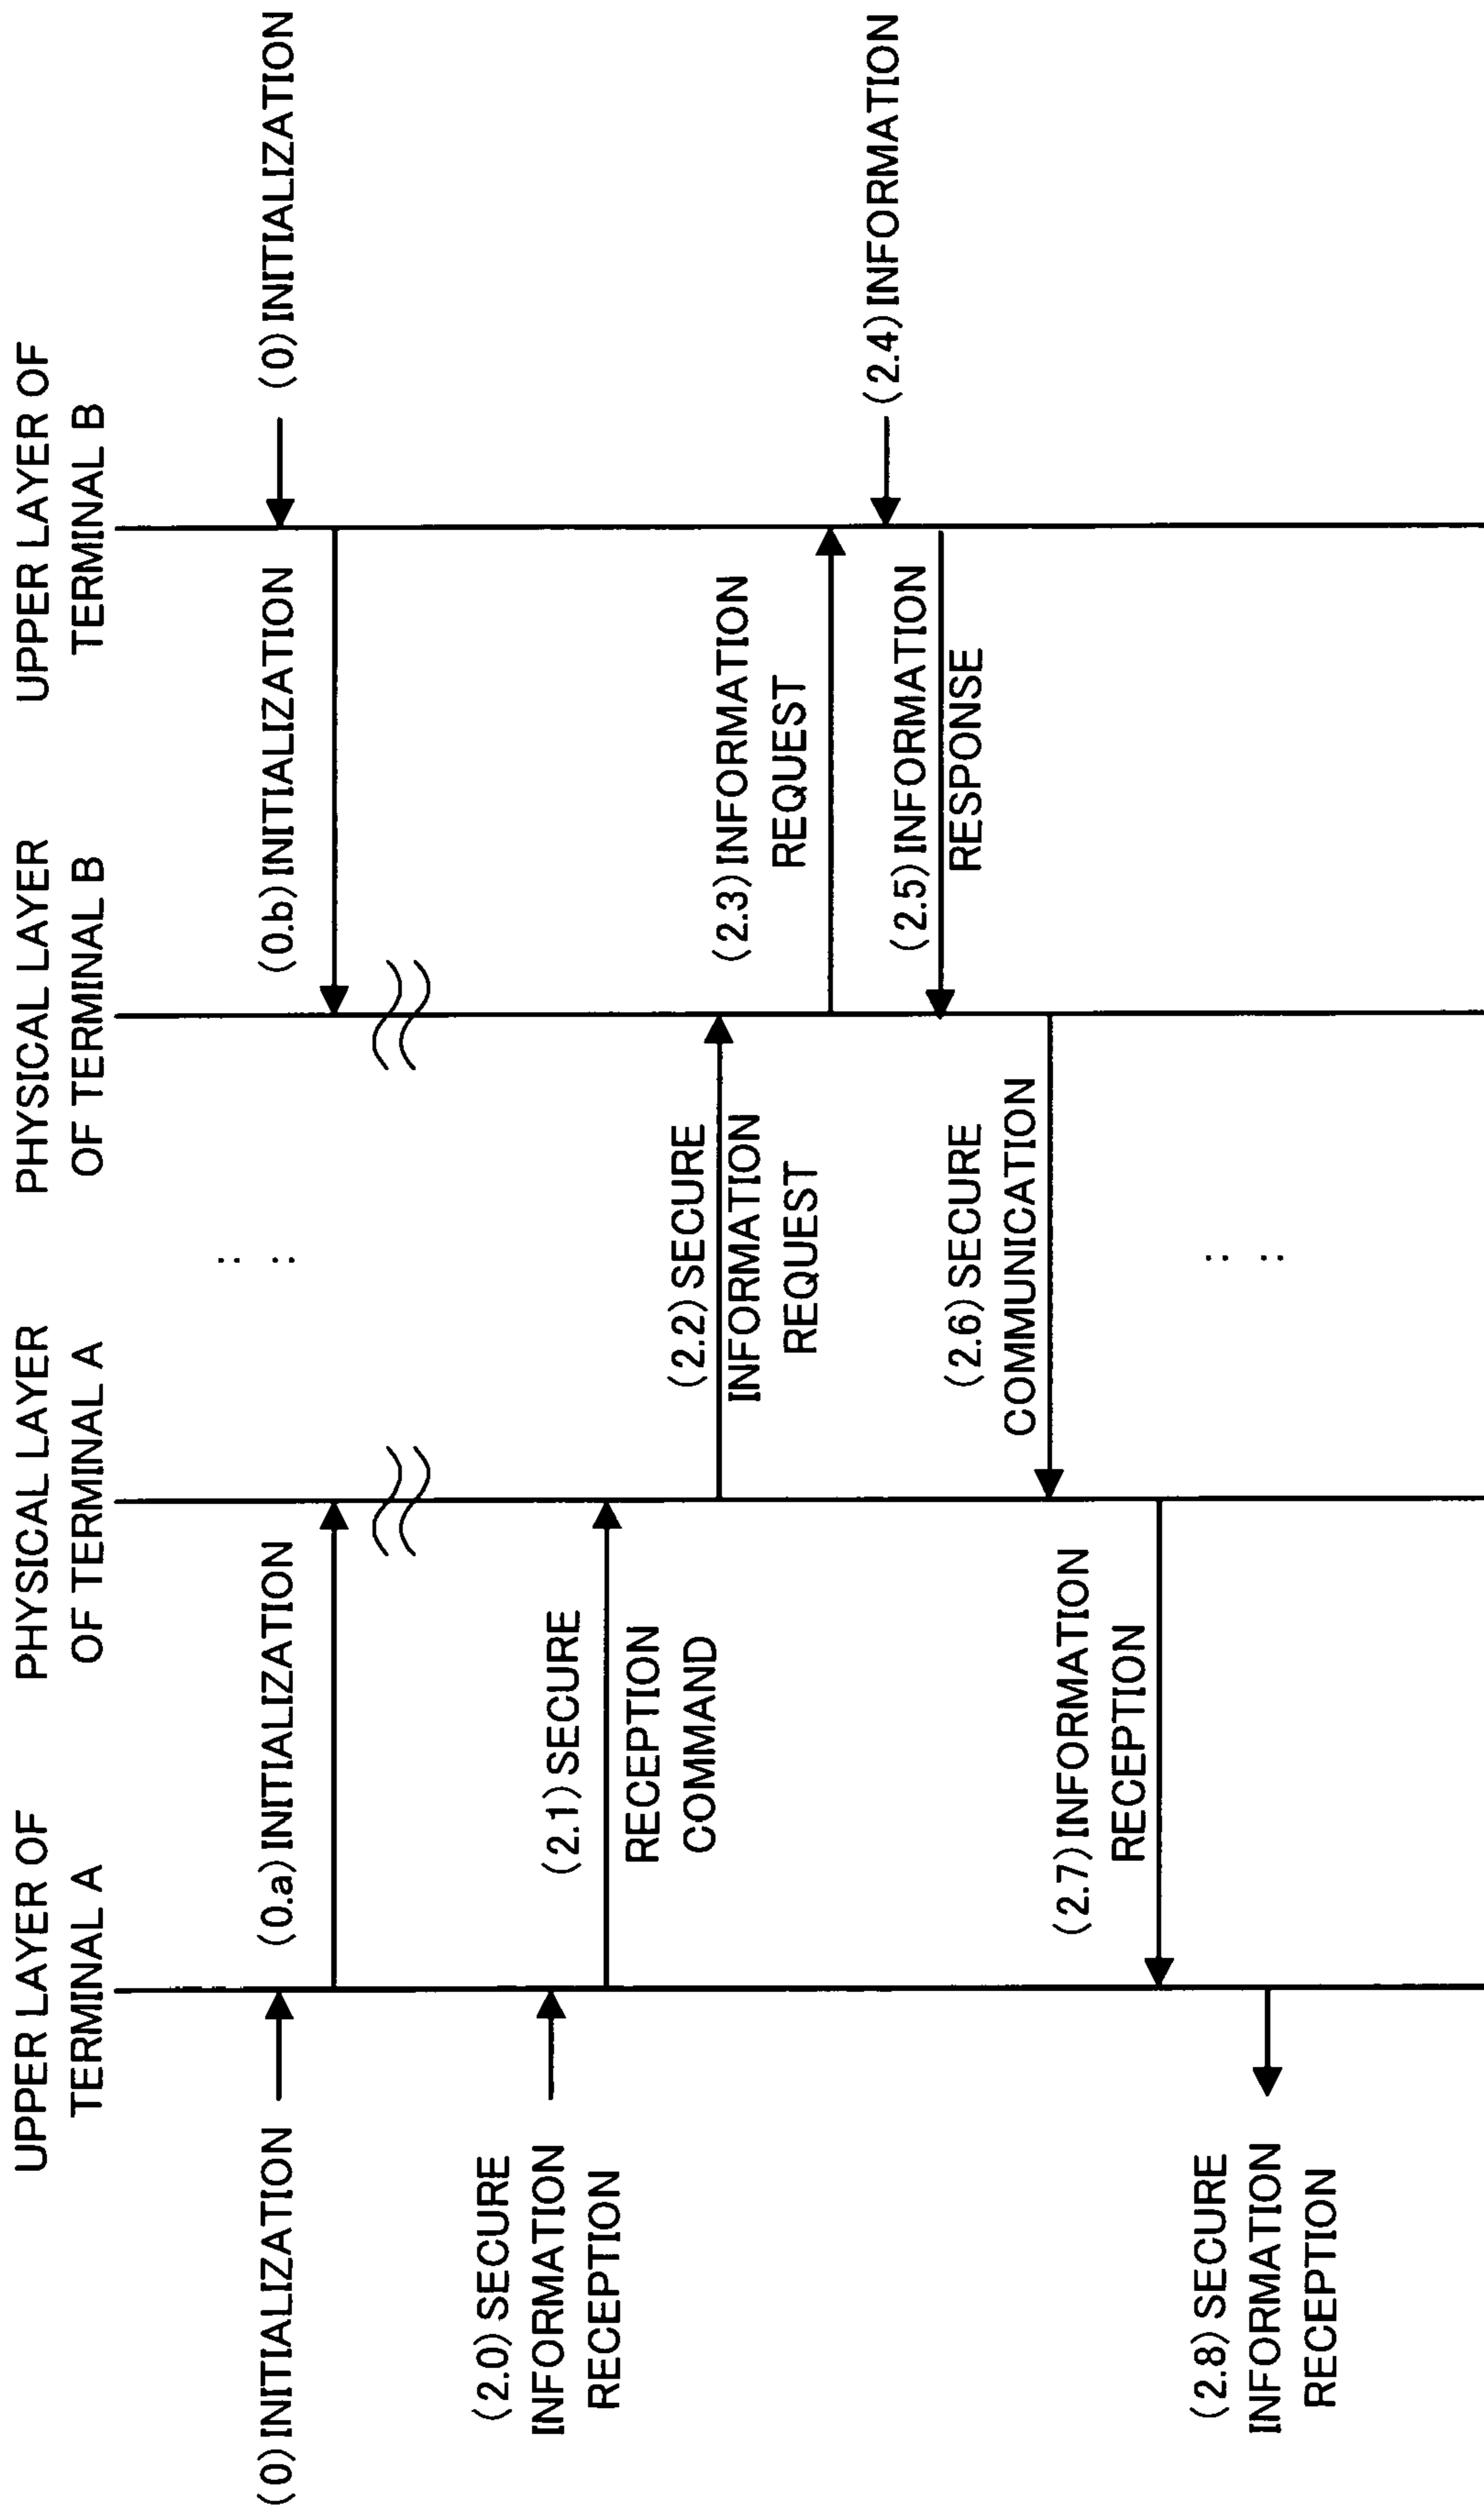 UPPER LAYER OF
TERMINAL A
PHYSICAL LAYER
OF TERMINAL A
PHYSICAL LAYER
OF TERMINAL B
UPPER LAYER OF
TERMINAL B
(0) INITIALIZATION
(0.a) INITIALIZATION
(0.b) INITIALIZATION
(0) INITIALIZATION
(2.0) SECURE
INFORMATION
RECEPTION
(2.1) SECURE
RECEPTION
COMMAND
(2.2) SECURE
INFORMATION
REQUEST
(2.3) INFORMATION
REQUEST
(2.4) INFORMATION
(2.5) INFORMATION
RESPONSE
(2.6) SECURE
COMMUNICATION
(2.7) INFORMATION
RECEPTION
(2.8) SECURE
INFORMATION
RECEPTION